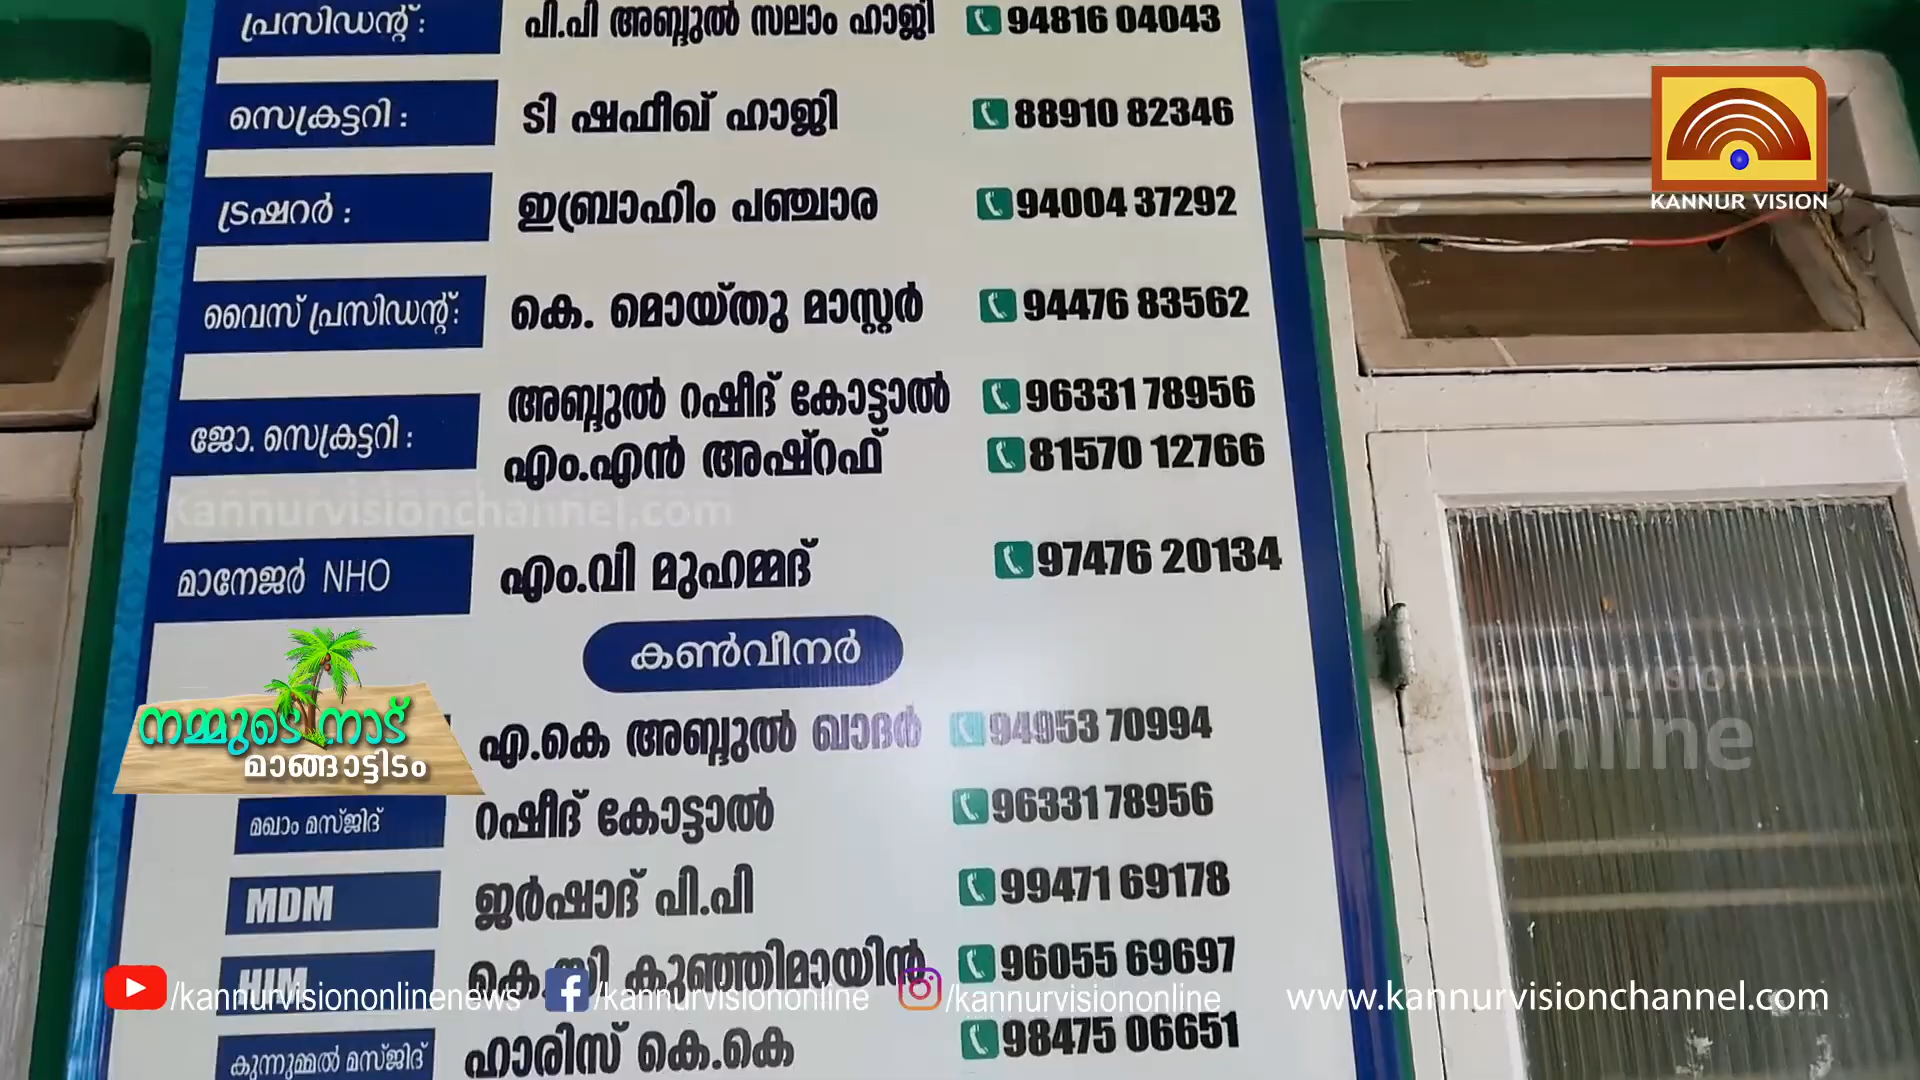 പ്രസിഡന്റ് : പി.പി അബ്ദുൽ സലാം ഹാജി 94816 04043
സെക്രട്ടറി : ടി ഷഫീഖ് ഹാജി 88910 82346
ട്രഷറർ : ഇബ്രാഹിം പഞ്ചാര 94004 37292
വൈസ് പ്രസിഡന്റ്: കെ. മൊയ്തു മാസ്റ്റർ 94476 83562
ജോ. സെക്രട്ടറി : അബ്ദുൽ റഷീദ് കോട്ടാൽ 96331 78956
എം.എൻ അഷ്റഫ് 81570 12766
മാനേജർ NHO എം.വി മുഹമ്മദ് 97476 20134
കൺവീനർ
എ.കെ അബ്ദുൽ ഖാദർ 94953 70994
മഖാം മസ്ജിദ് റഷീദ് കോട്ടാൽ 96331 78956
MDM ജർഷാദ് പി.പി 99471 69178
HIM കെ.സി കുഞ്ഞിമായിൻ 96055 69697
കുന്നുമ്മൽ മസ്ജിദ് ഹാരിസ് കെ.കെ 98475 06651
KANNUR VISION
Kannurvisionchannel.com
Kannurvision
Online
നമ്മുടെ നാട്
മാങ്ങാട്ടിടം
/kannurvisiononlinenews /kannurvisiononline /kannurvisiononline www.kannurvisionchannel.com